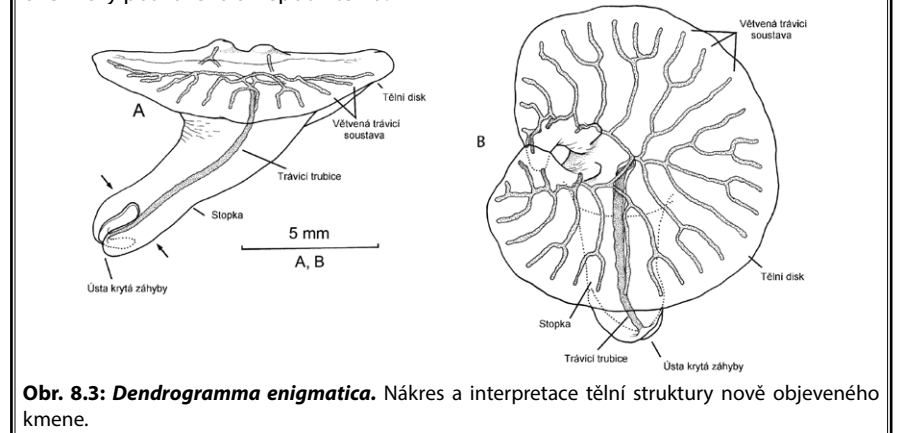 A
Tělní disk
Větvená trávicí
soustava
Trávicí trubice
Stopka
5 mm
A, B
Ústa krytá záhyby
Větvená trávicí
soustava
B
Tělní disk
Stopka
Trávicí trubice
Ústa krytá záhyby
Obr. 8.3: Dendrogramma enigmatica. Nákres a interpretace tělní struktury nově objeveného
kmene.